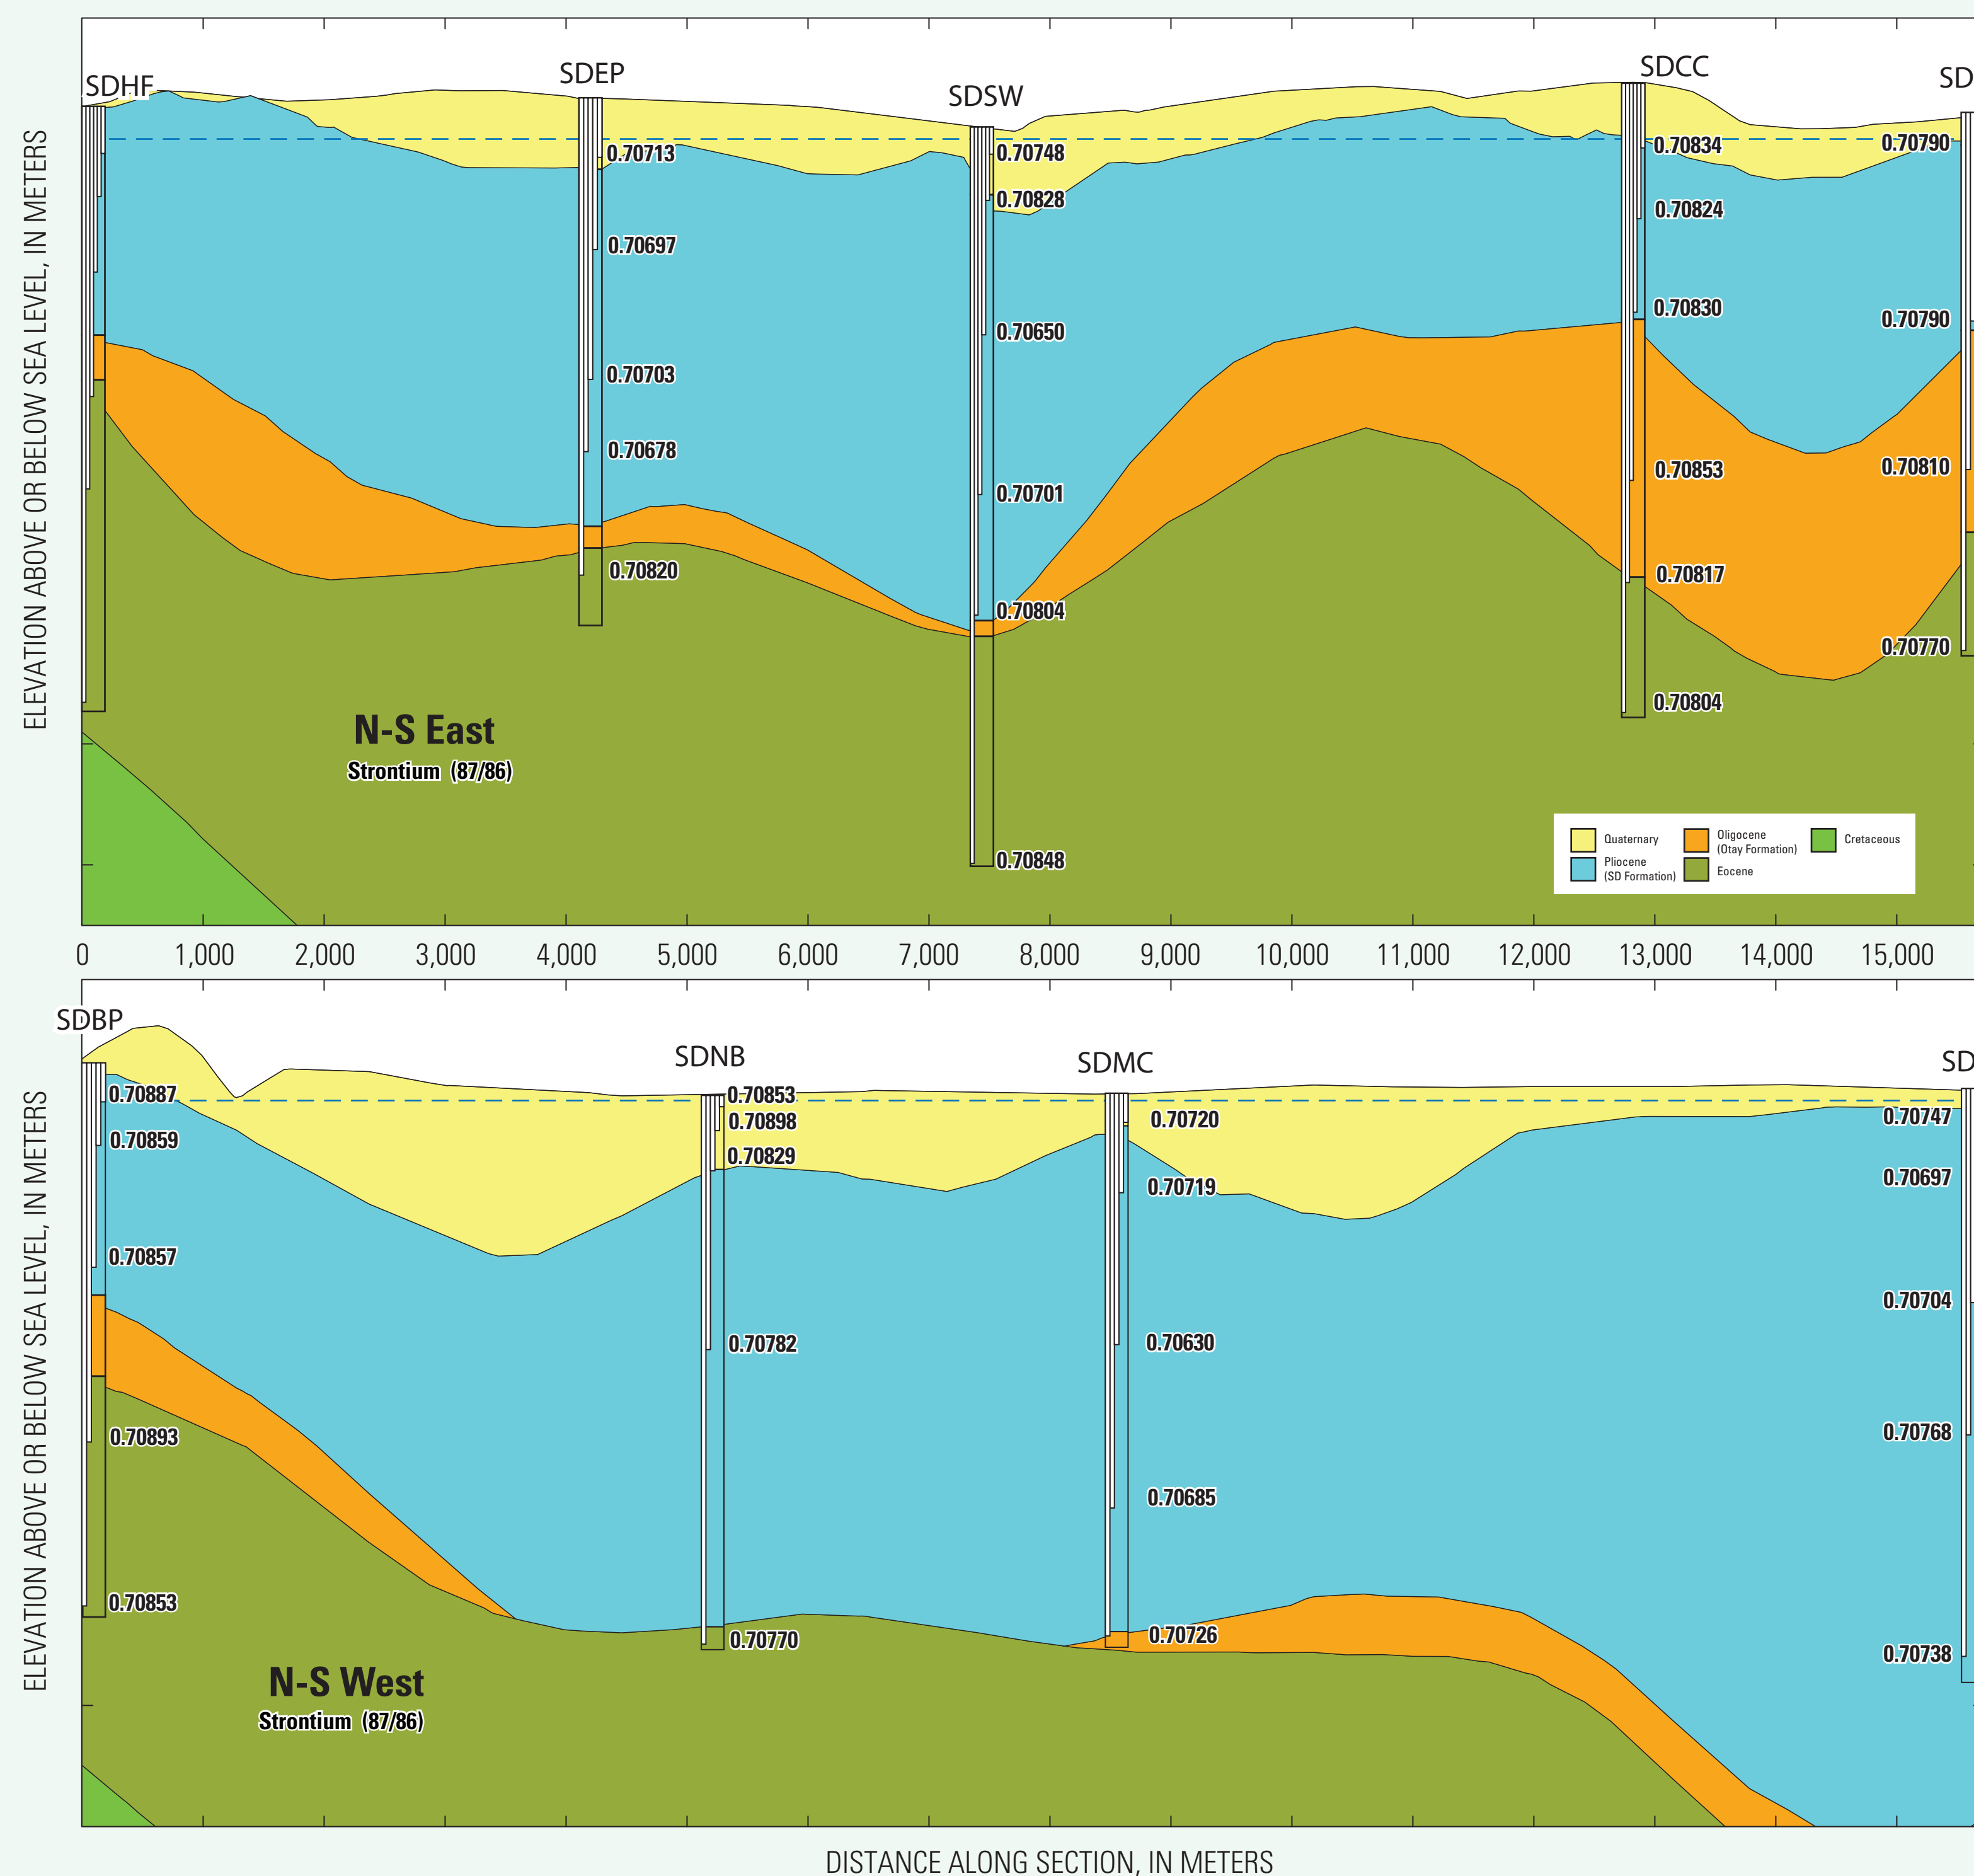 SDHF
SDEP
SDSW
SDCC
SD
ELEVATION ABOVE OR BELOW SEA LEVEL, IN METERS
0.70713
0.70697
0.70703
0.70678
0.70820
0.70748
0.70828
0.70650
0.70701
0.70804
0.70848
0.70834
0.70824
0.70830
0.70853
0.70817
0.70804
0.70790
0.70790
0.70810
0.70770
N-S East
Strontium (87/86)
Quaternary
Pliocene
(SD Formation)
Oligocene
(Otay Formation)
Eocene
Cretaceous
0 1,000 2,000 3,000 4,000 5,000 6,000 7,000 8,000 9,000 10,000 11,000 12,000 13,000 14,000 15,000
SDBP
SDNB
SDMC
SD
ELEVATION ABOVE OR BELOW SEA LEVEL, IN METERS
0.70887
0.70859
0.70857
0.70893
0.70853
0.70853
0.70898
0.70829
0.70782
0.70770
0.70720
0.70719
0.70630
0.70685
0.70726
0.70747
0.70697
0.70704
0.70768
0.70738
N-S West
Strontium (87/86)
DISTANCE ALONG SECTION, IN METERS